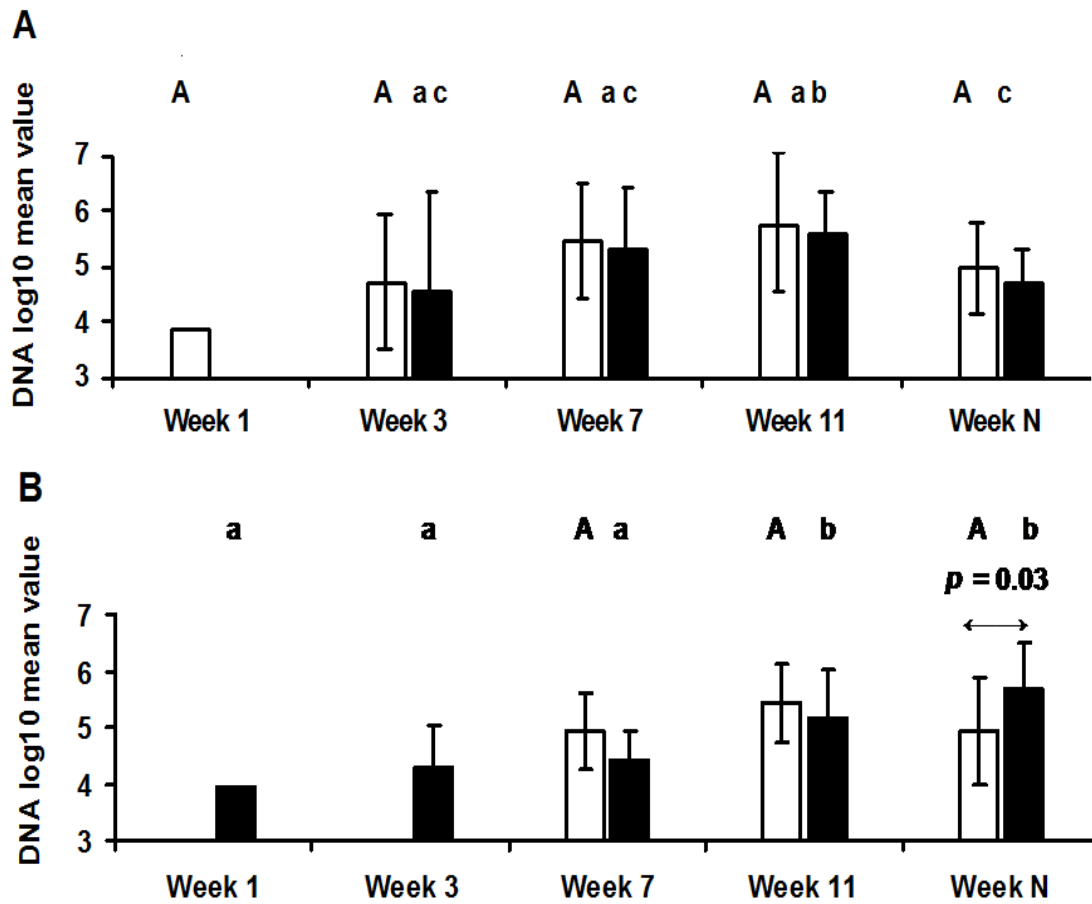 A
A A a c A a c A a b A c
DNA log10 mean value
7
6
5
4
3
Week 1 Week 3 Week 7 Week 11 Week N
B
a a A a A b A b
p = 0.03
DNA log10 mean value
7
6
5
4
3
Week 1 Week 3 Week 7 Week 11 Week N